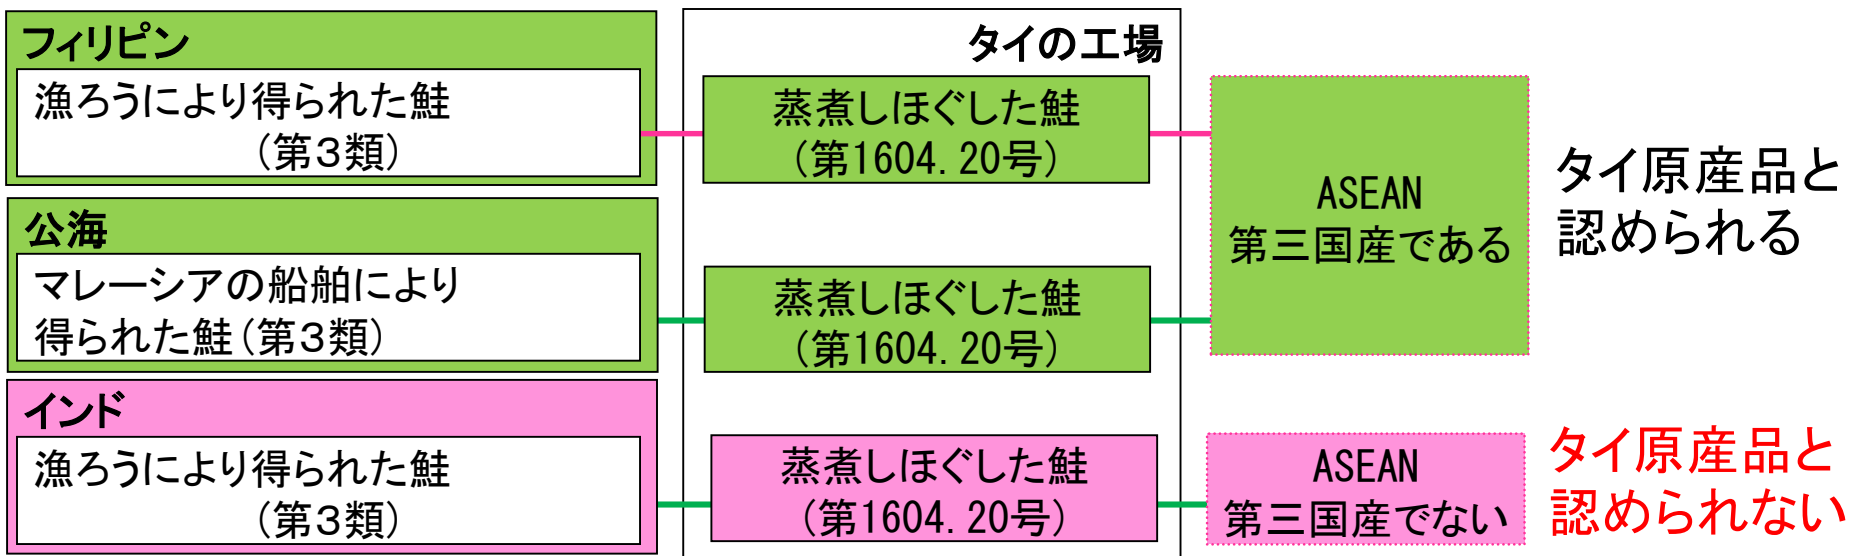 フィリピン
漁ろうにより得られた鮭
(第3類)
公海
マレーシアの船舶により
得られた鮭(第3類)
インド
漁ろうにより得られた鮭
(第3類)
タイの工場
蒸煮しほぐした鮭
(第1604.20号)
蒸煮しほぐした鮭
(第1604.20号)
蒸煮しほぐした鮭
(第1604.20号)
ASEAN
第三国産である
ASEAN
第三国産でない
タイ原産品と
認められる
タイ原産品と
認められない